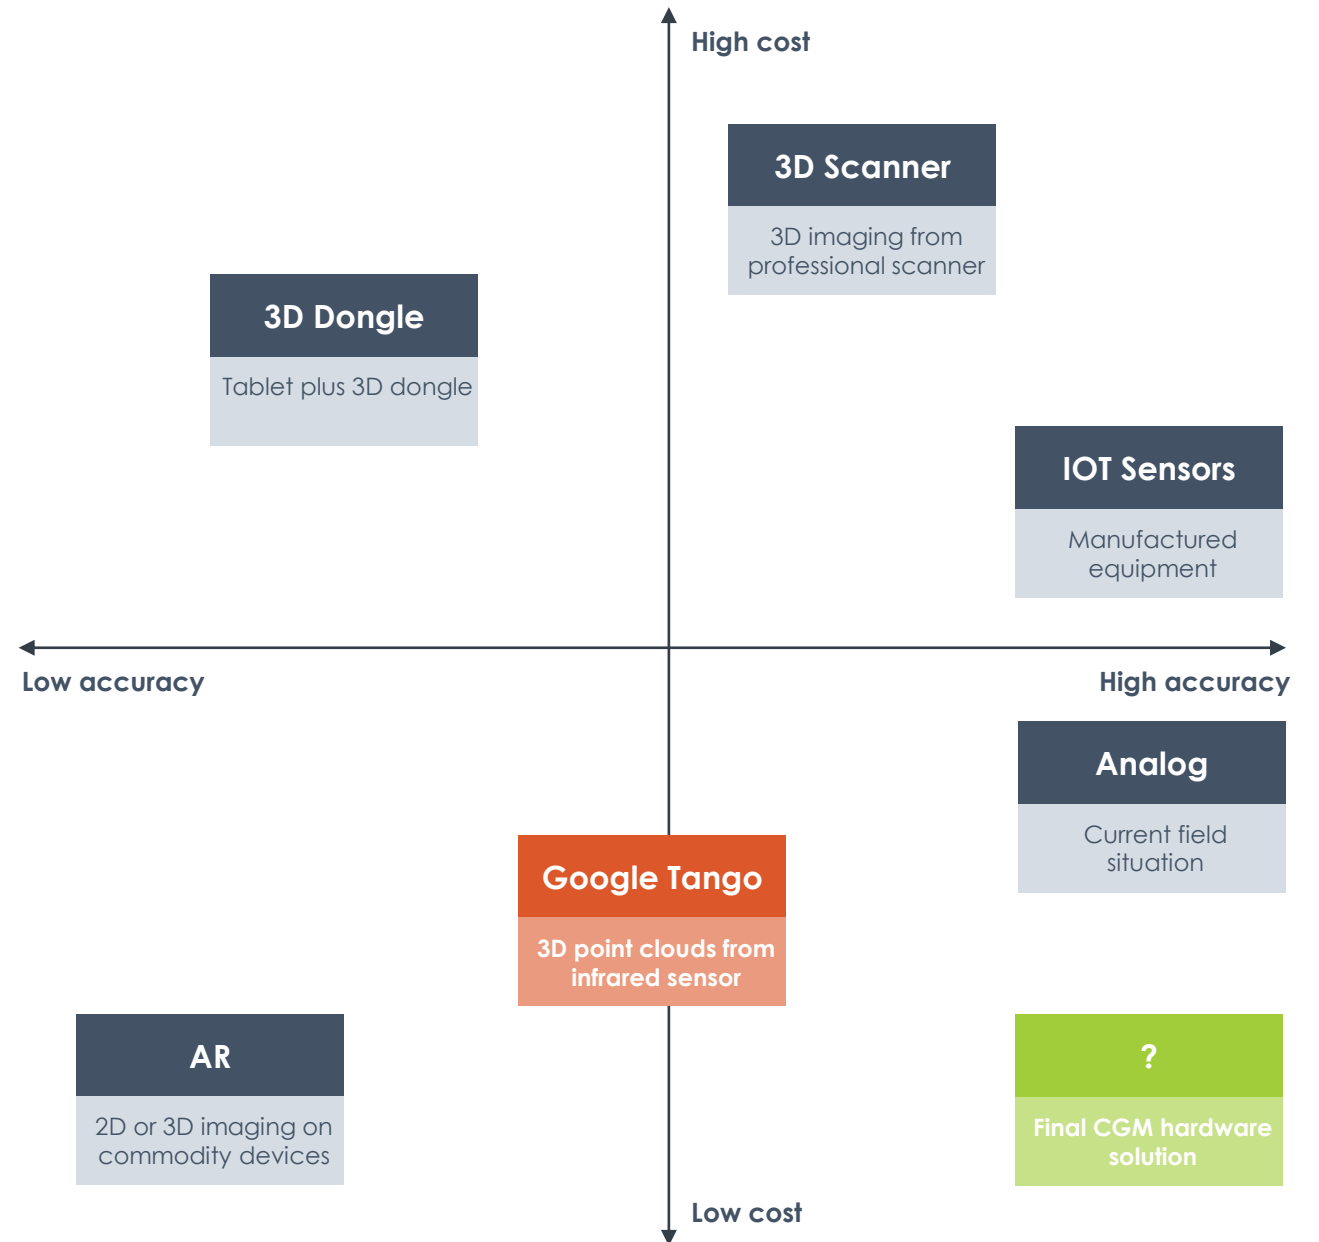 High cost
3D Scanner
3D imaging from
professional scanner
3D Dongle
Tablet plus 3D dongle
IOT Sensors
Manufactured
equipment
Low accuracy
High accuracy
Analog
Current field
situation
Google Tango
3D point clouds from
infrared sensor
AR
2D or 3D imaging on
commodity devices
?
Final CGM hardware
solution
Low cost